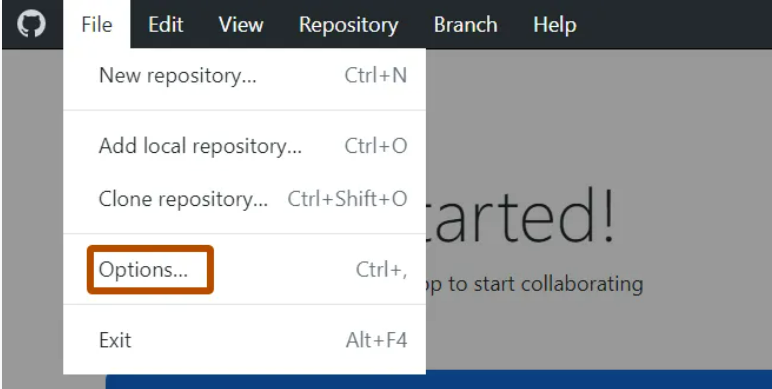 File Edit View Repository Branch Help
New repository... Ctrl+N
Add local repository... Ctrl+O
Clone repository... Ctrl+Shift+O
tarted!
Options... Ctrl+,
to start collaborating
Exit Alt+F4